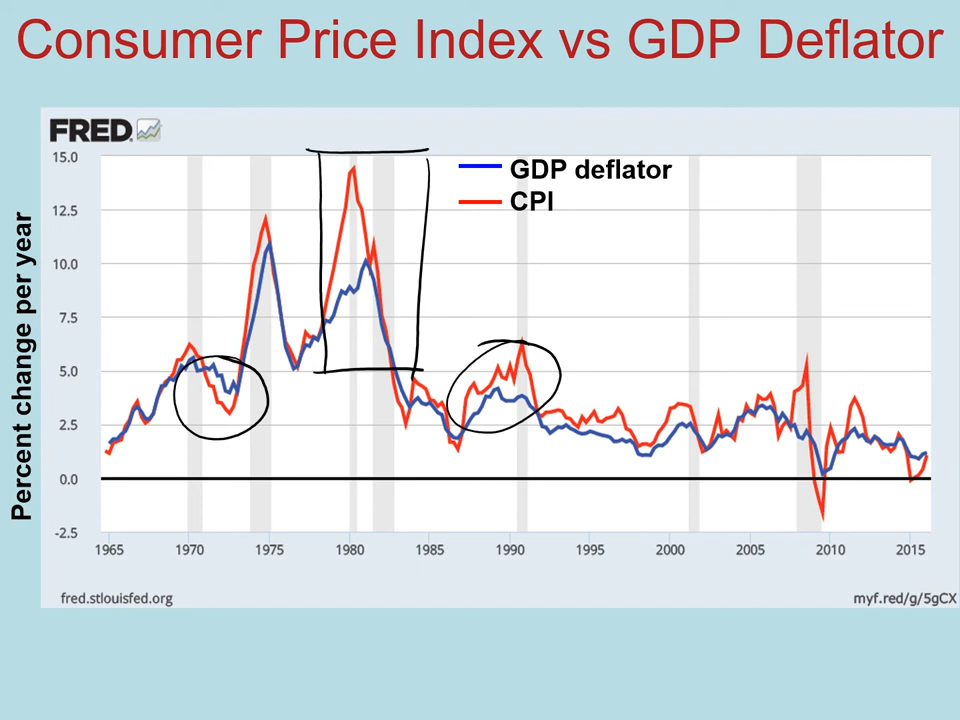 Consumer Price Index vs GDP Deflator
FRED
Percent change per year
GDP deflator
CPI
15.0
12.5
10.0
7.5
5.0
2.5
0.0
-2.5
1965 1970 1975 1980 1985 1990 1995 2000 2005 2010 2015
fred.stlouisfed.org myf.red/g/5gCX